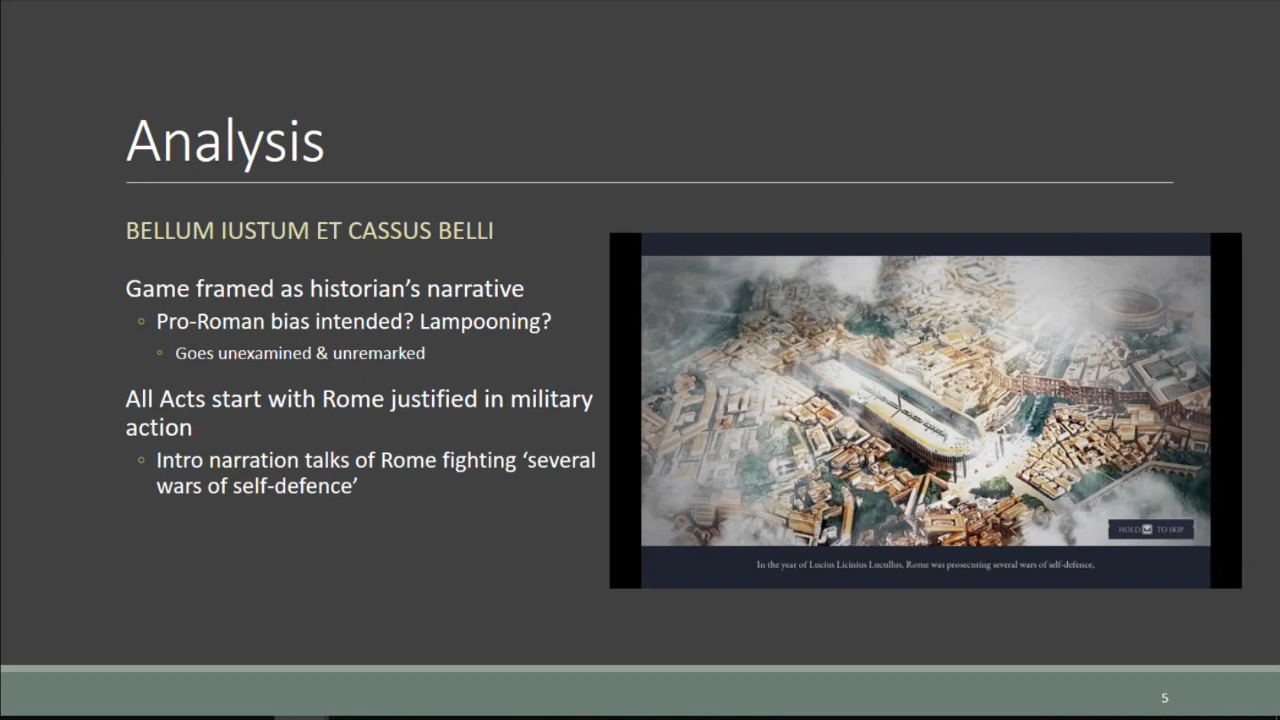 Analysis
BELLUM IUSTUM ET CASSUS BELLI
Game framed as historian’s narrative
Pro-Roman bias intended? Lampooning?
Goes unexamined & unremarked
All Acts start with Rome justified in military
action
Intro narration talks of Rome fighting ‘several
wars of self-defence’
HOLD TO SKIP
In the year of Lucius Licinius Lucullus, Rome was prosecuting several wars of self-defence,
5